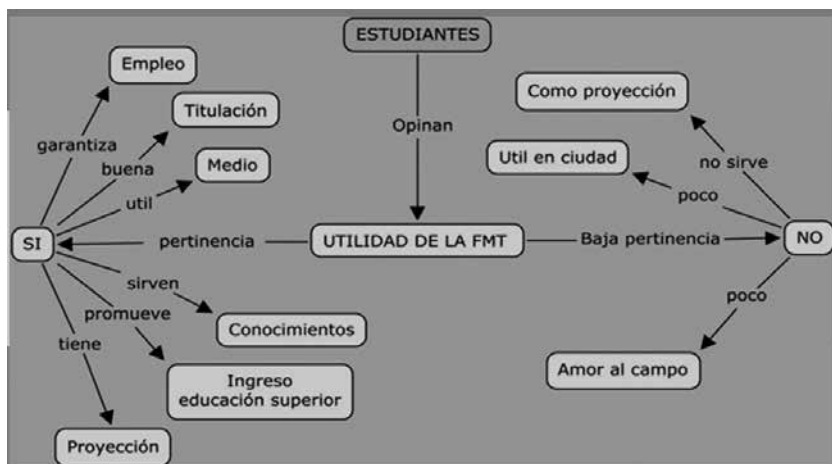 ESTUDIANTES
Empleo
Como proyección
Titulación
Opinan
garantiza
Util en ciudad
no sirve
buena
Medio
poco
util
SI
pertinencia
UTILIDAD DE LA FMT
Baja pertinencia
NO
sirven
promueve
Conocimientos
poco
tiene
Ingreso
educación superior
Amor al campo
Proyección